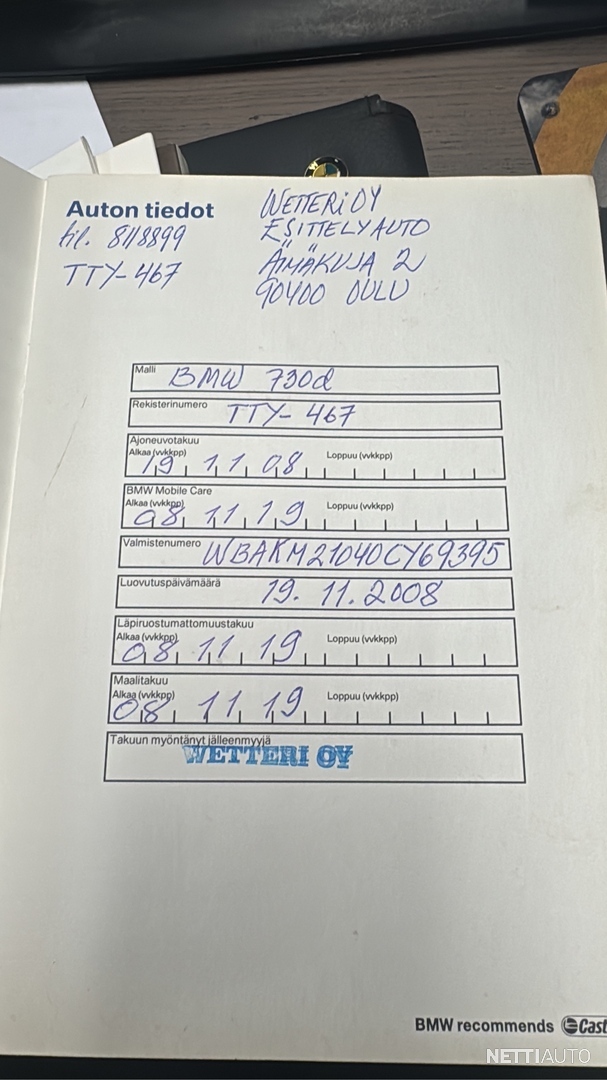 Auton tiedot
til. 8118899
TTY-467
WETTERI OY
ESITTELYAUTO
ÄIMÄKUJA 2
90400 OULU
Malli BMW 730d
Rekisterinumero TTY-467
Ajoneuvotakuu
Alkaa (vvkkpp) 19 11 08 Loppuu (vvkkpp)
BMW Mobile Care
Alkaa (vvkkpp) 08 11 19 Loppuu (vvkkpp)
Valmistenumero WBAKM21040CY69395
Luovutuspäivämäärä 19.11.2008
Läpiruostumattomuustakuu
Alkaa (vvkkpp) 08 11 19 Loppuu (vvkkpp)
Maalitakuu
Alkaa (vvkkpp) 08 11 19 Loppuu (vvkkpp)
Takuun myöntänyt jälleenmyyjä
WETTERI OY
BMW recommends Cast
NETTIAUTO